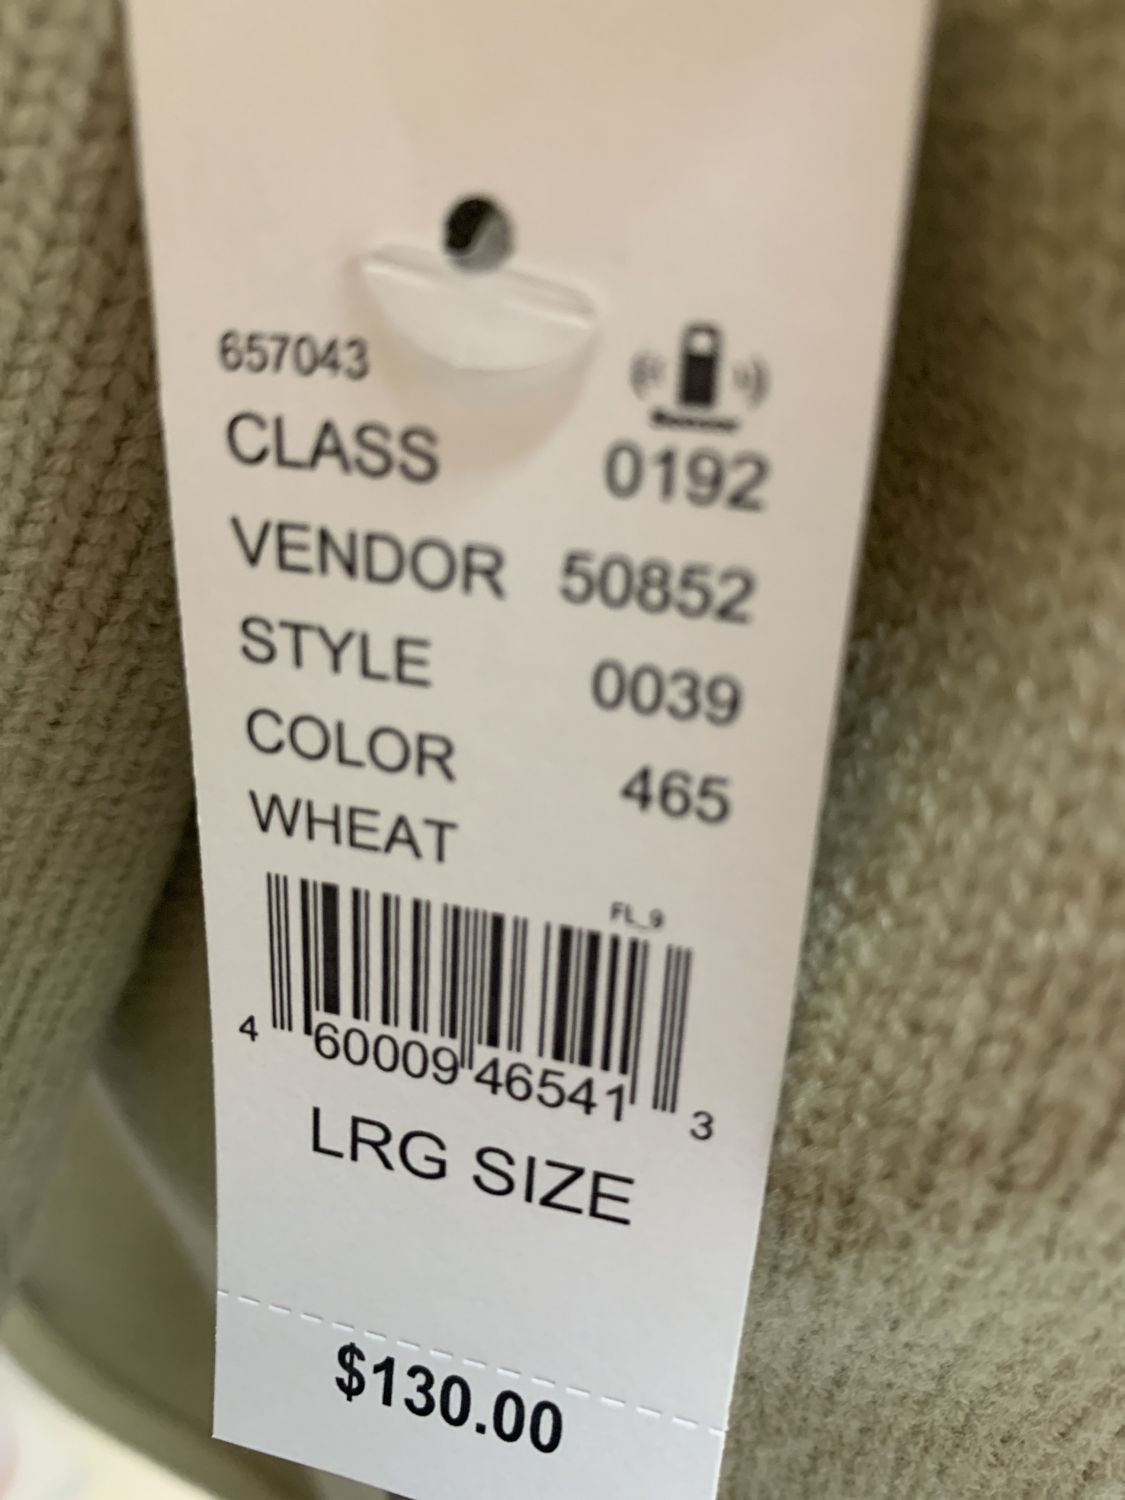 657043
CLASS 0192
VENDOR 50852
STYLE 0039
COLOR 465
WHEAT
FL_9
4 60009 46541 3
LRG SIZE
$130.00